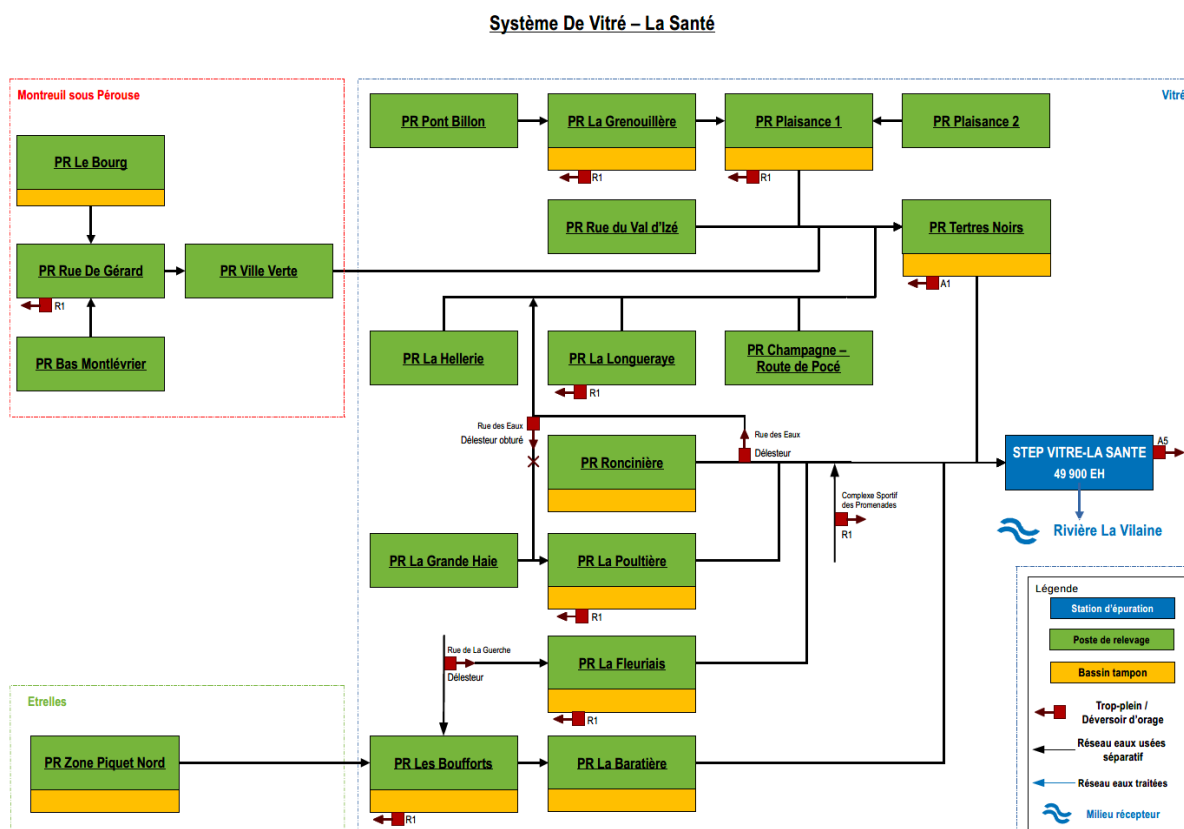 Système De Vitré – La Santé
Montreuil sous Pérouse
Vitré
PR Pont Billon
PR La Grenouillère
PR Plaisance 1
PR Plaisance 2
R1
R1
PR Le Bourg
PR Rue du Val d'Izé
PR Tertres Noirs
A1
PR Rue De Gérard
PR Ville Verte
R1
PR Bas Montlévrier
PR La Hellerie
PR La Longueraye
PR Champagne –
Route de Pocé
R1
Rue des Eaux
Délesteur obturé
Rue des Eaux
Délesteur
PR Roncinière
STEP VITRE-LA SANTE
49 900 EH
A5
Complexe Sportif
des Promenades
R1
Rivière La Vilaine
PR La Grande Haie
PR La Poultière
R1
Rue de La Guerche
Délesteur
PR La Fleuriais
R1
Etrelles
PR Zone Piquet Nord
PR Les Boufforts
PR La Baratière
R1
Légende
Station d'épuration
Poste de relevage
Bassin tampon
Trop-plein /
Déversoir d'orage
Réseau eaux usées
séparatif
Réseau eaux traitées
Milieu récepteur